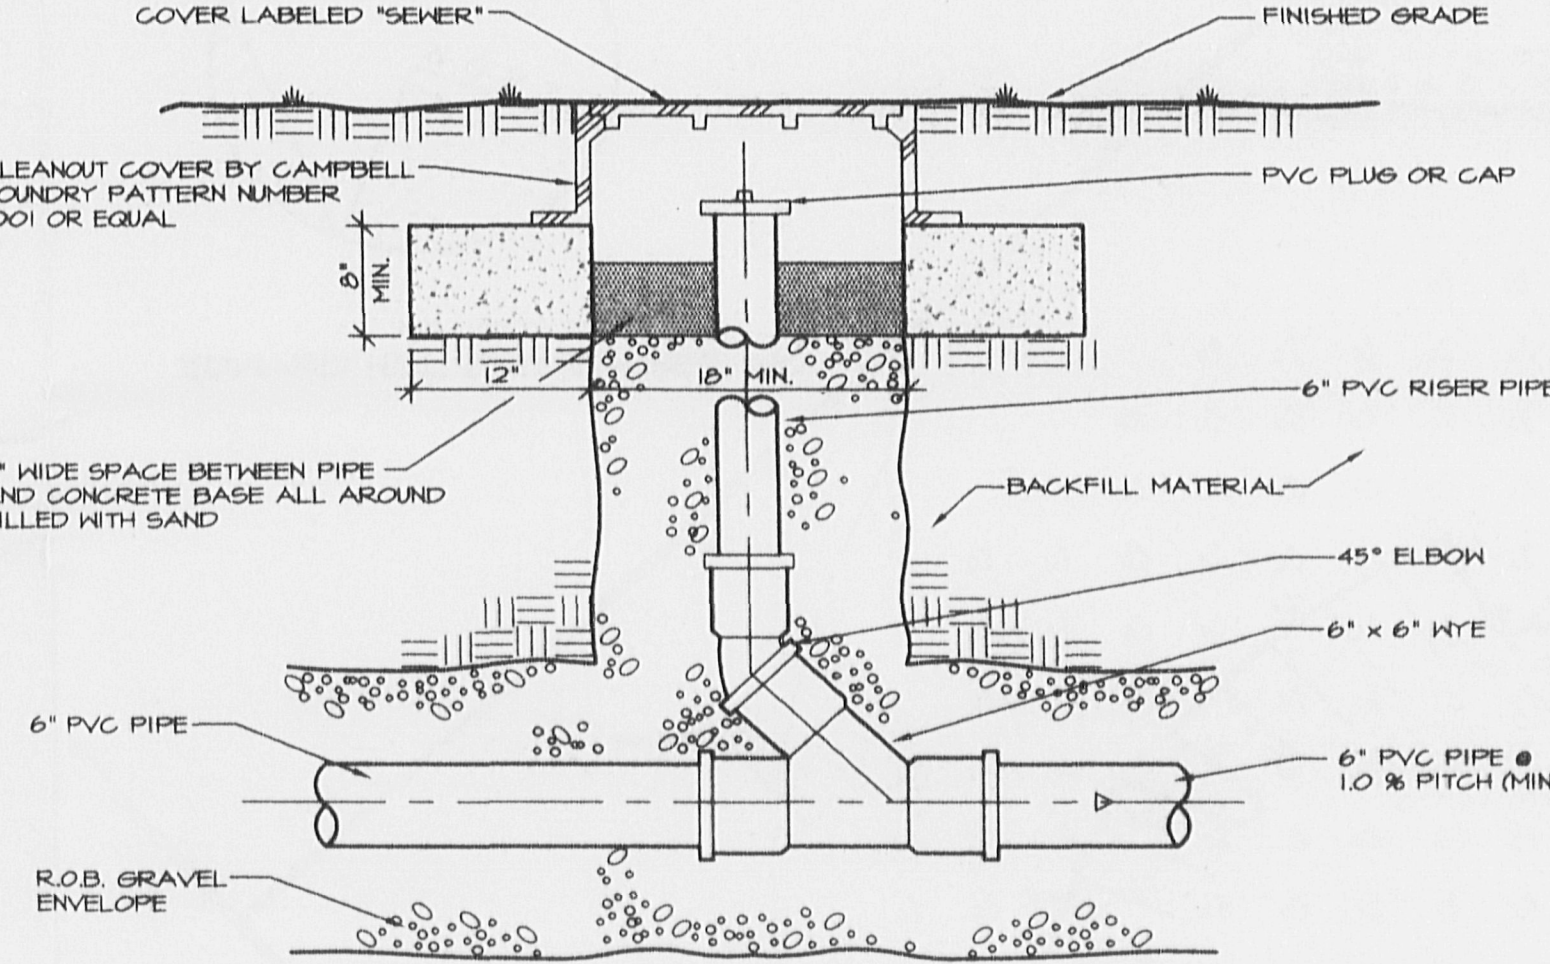 COVER LABELED "SEWER"
FINISHED GRADE
LEANOUT COVER BY CAMPBELL
OUNDRY PATTERN NUMBER
001 OR EQUAL
PVC PLUG OR CAP
8"
MIN.
12"
18" MIN.
6" PVC RISER PIPE
" WIDE SPACE BETWEEN PIPE
AND CONCRETE BASE ALL AROUND
ILLED WITH SAND
BACKFILL MATERIAL
45° ELBOW
6" x 6" WYE
6" PVC PIPE
6" PVC PIPE @
1.0 % PITCH (MIN
R.O.B. GRAVEL
ENVELOPE